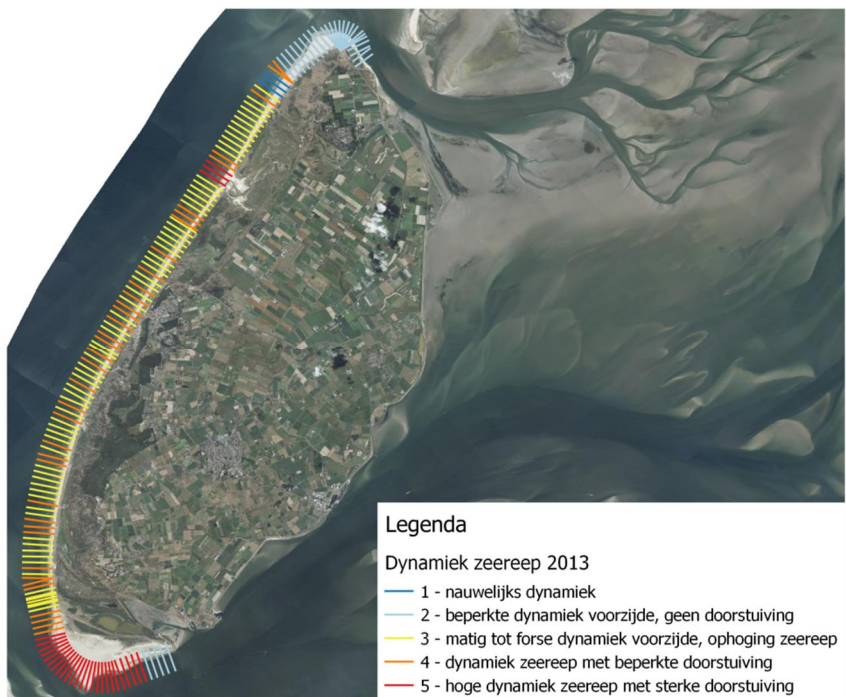 Legenda
Dynamiek zeereep 2013
1 - nauwelijks dynamiek
2 - beperkte dynamiek voorzijde, geen doorstuiving
3 - matig tot forse dynamiek voorzijde, ophoging zeereep
4 - dynamiek zeereep met beperkte doorstuiving
5 - hoge dynamiek zeereep met sterke doorstuiving